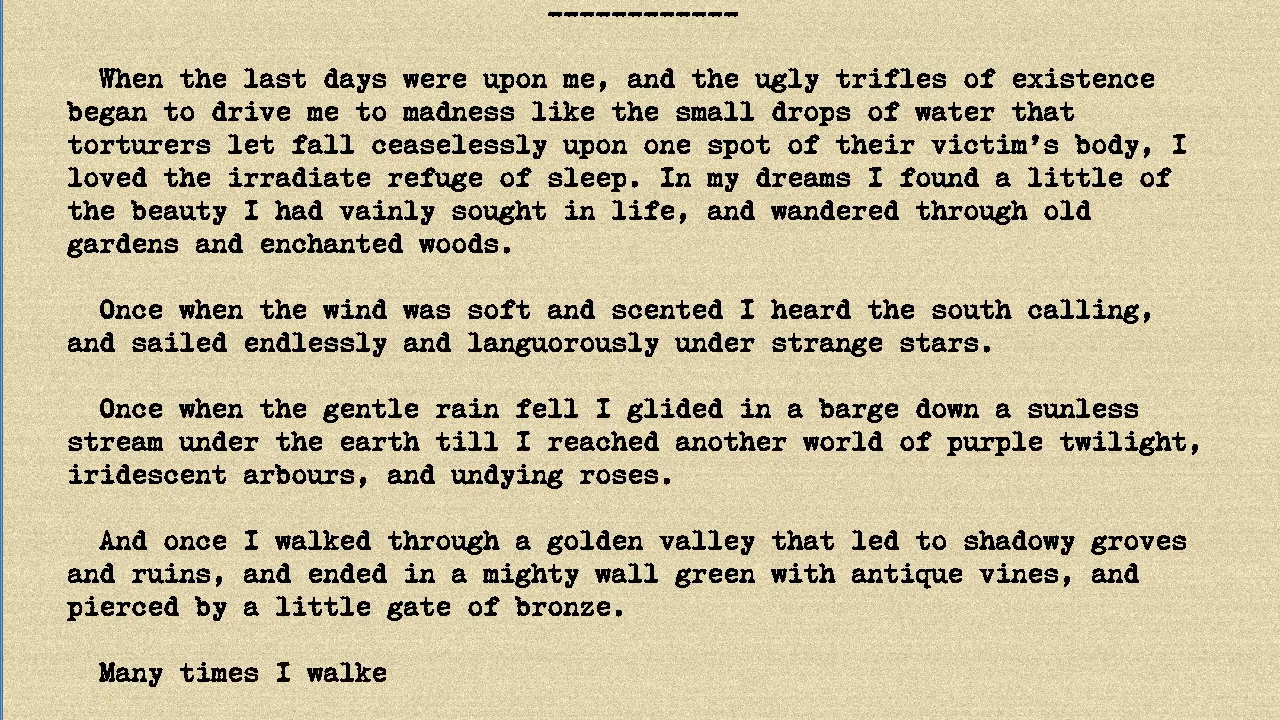 ------------
When the last days were upon me, and the ugly trifles of existence
began to drive me to madness like the small drops of water that
torturers let fall ceaselessly upon one spot of their victim's body, I
loved the irradiate refuge of sleep. In my dreams I found a little of
the beauty I had vainly sought in life, and wandered through old
gardens and enchanted woods.
Once when the wind was soft and scented I heard the south calling,
and sailed endlessly and languorously under strange stars.
Once when the gentle rain fell I glided in a barge down a sunless
stream under the earth till I reached another world of purple twilight,
iridescent arbours, and undying roses.
And once I walked through a golden valley that led to shadowy groves
and ruins, and ended in a mighty wall green with antique vines, and
pierced by a little gate of bronze.
Many times I walke